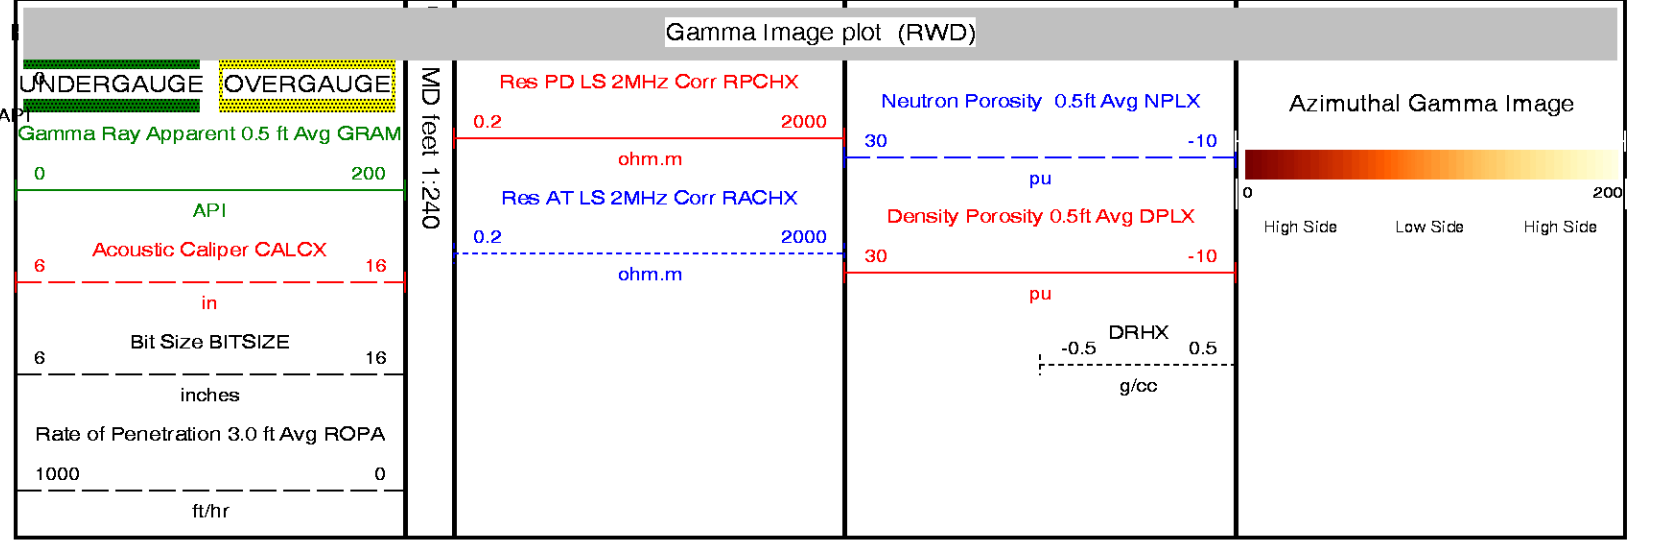 Gamma Image plot (RWD)
UNDERGAUGE OVERGAUGE
0
API
Gamma Ray Apparent 0.5 ft Avg GRAM
0 200
API
Acoustic Caliper CALCX
6 16
in
Bit Size BITSIZE
6 16
inches
Rate of Penetration 3.0 ft Avg ROPA
1000 0
ft/hr
MD feet 1:240
Res PD LS 2MHz Corr RPCHX
0.2 2000
ohm.m
Res AT LS 2MHz Corr RACHX
0.2 2000
ohm.m
Neutron Porosity 0.5ft Avg NPLX
30 -10
pu
Density Porosity 0.5ft Avg DPLX
30 -10
pu
DRHX
-0.5 0.5
g/cc
Azimuthal Gamma Image
0 200
High Side Low Side High Side